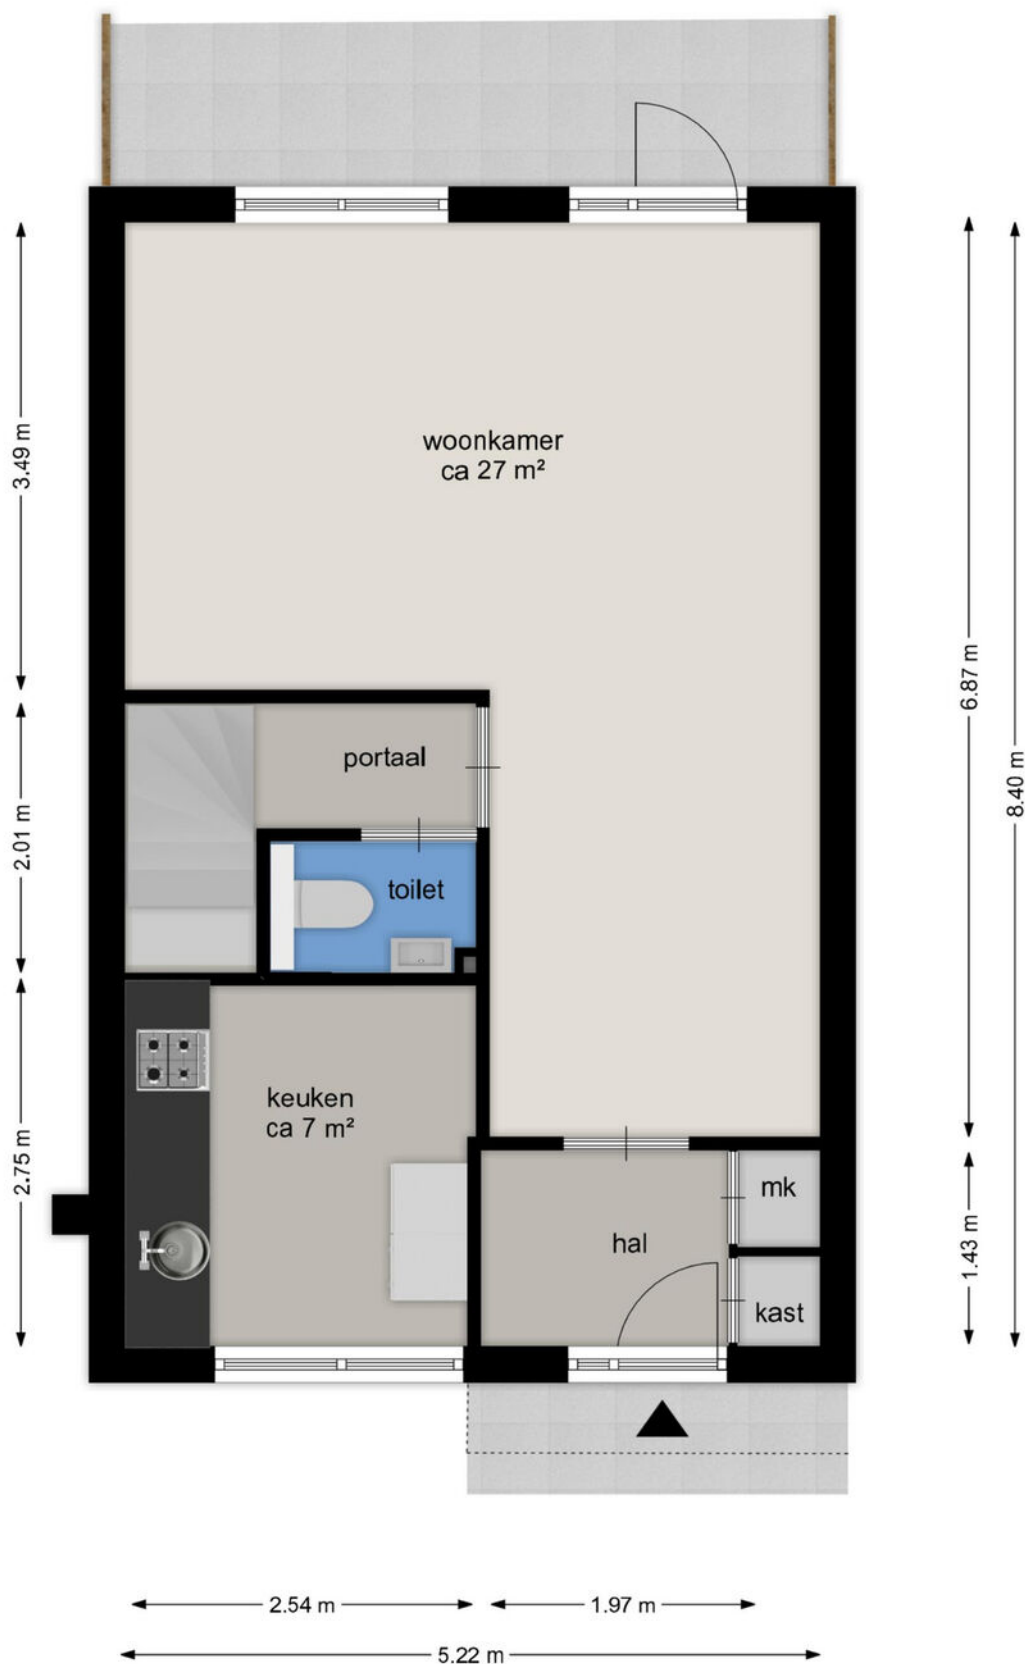 woonkamer
ca 27 m²
3.49 m
6.87 m
8.40 m
portaal
2.01 m
toilet
keuken
ca 7 m²
2.75 m
mk
hal
1.43 m
kast
2.54 m
1.97 m
5.22 m